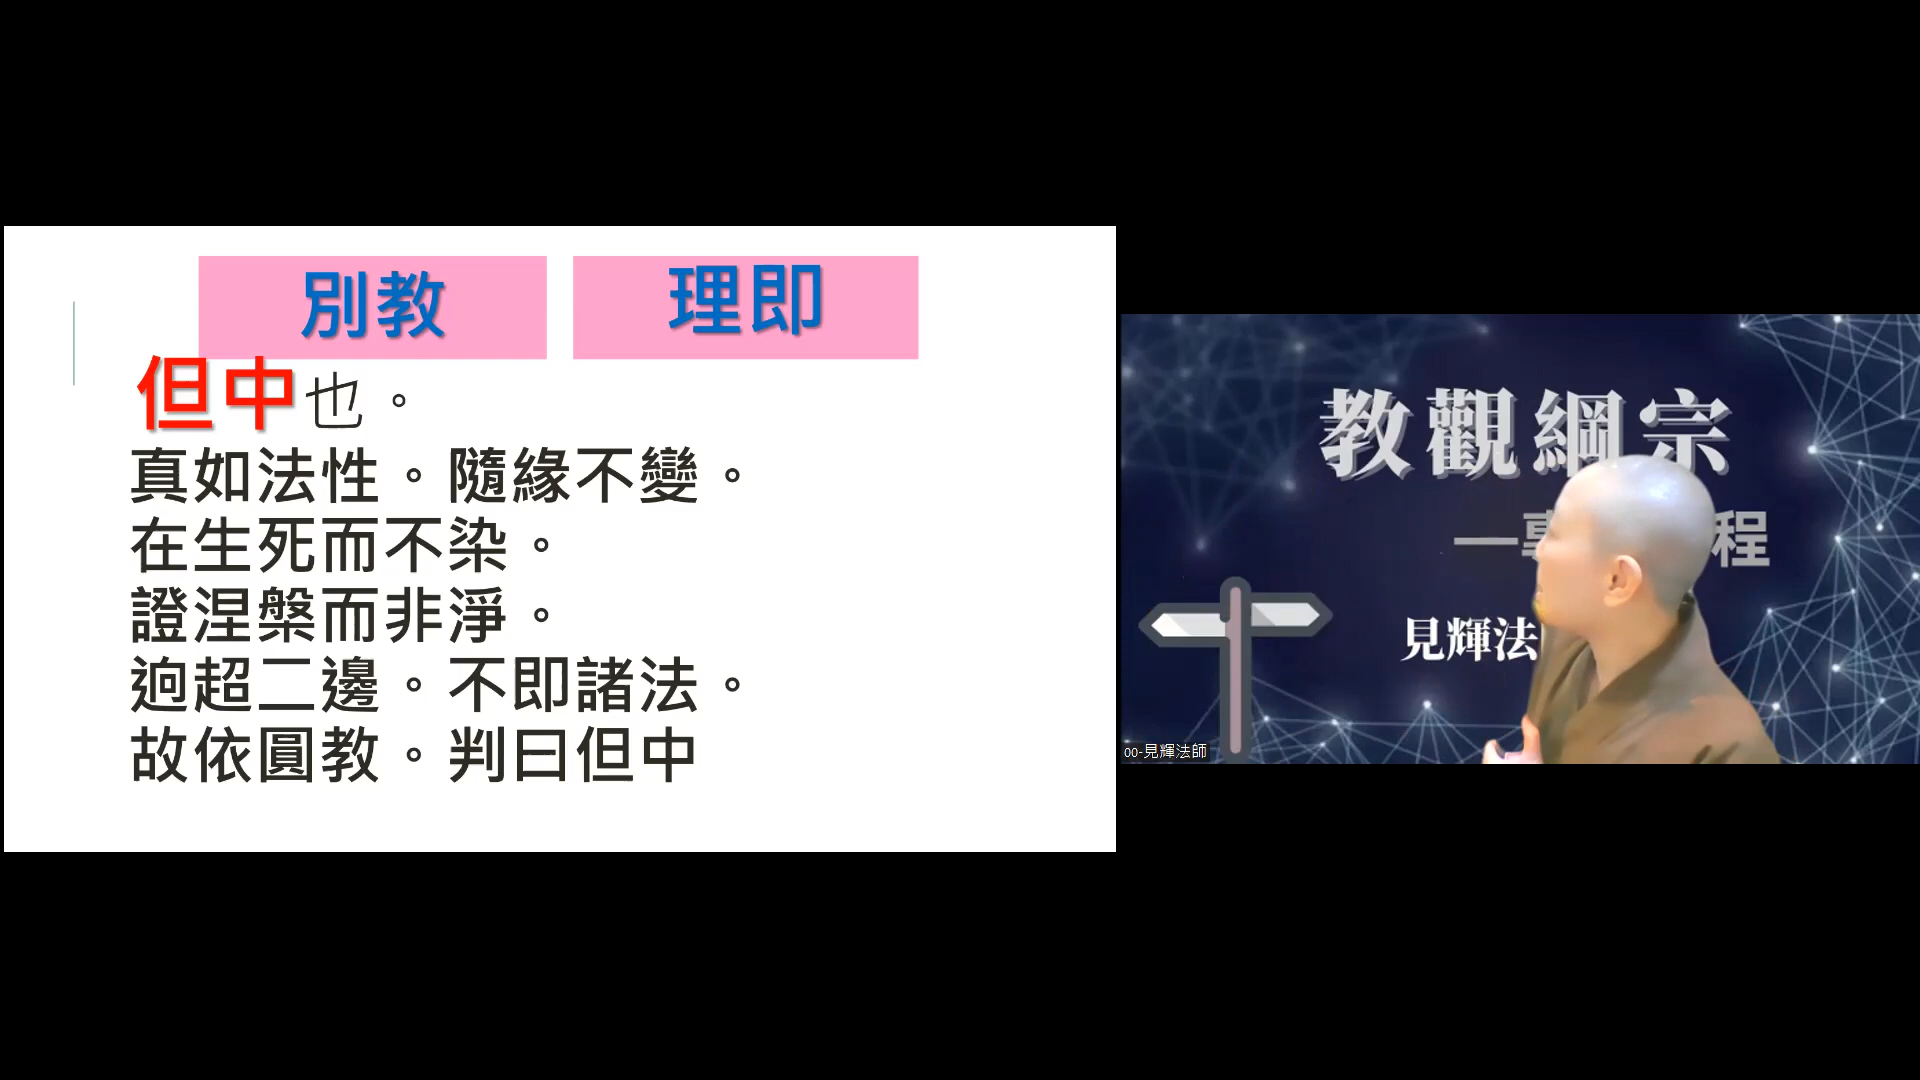 別教 理即
但中也。
真如法性。隨緣不變。
在生死而不染。
證涅槃而非淨。
迥超二邊。不即諸法。
故依圓教。判曰但中
教觀綱宗
程
見輝法
00-見輝法師